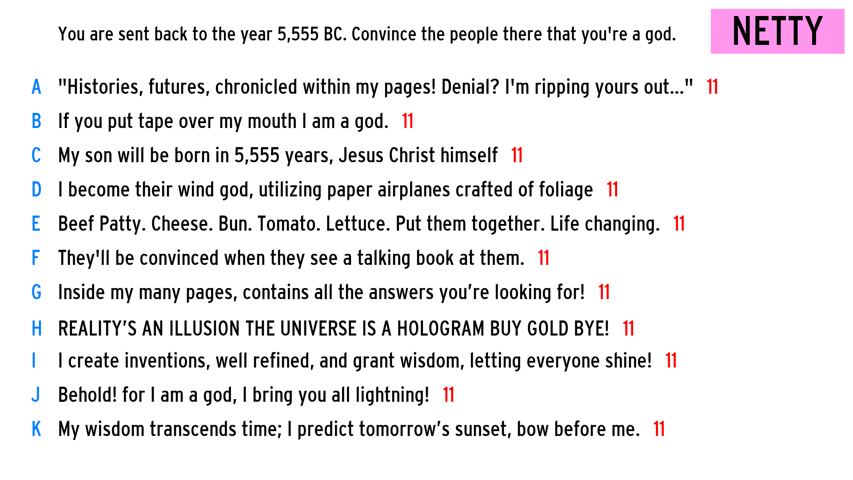 You are sent back to the year 5,555 BC. Convince the people there that you're a god.
NETTY
A "Histories, futures, chronicled within my pages! Denial? I'm ripping yours out..." 11
B If you put tape over my mouth I am a god. 11
C My son will be born in 5,555 years, Jesus Christ himself 11
D I become their wind god, utilizing paper airplanes crafted of foliage 11
E Beef Patty. Cheese. Bun. Tomato. Lettuce. Put them together. Life changing. 11
F They'll be convinced when they see a talking book at them. 11
G Inside my many pages, contains all the answers you’re looking for! 11
H REALITY’S AN ILLUSION THE UNIVERSE IS A HOLOGRAM BUY GOLD BYE! 11
I I create inventions, well refined, and grant wisdom, letting everyone shine! 11
J Behold! for I am a god, I bring you all lightning! 11
K My wisdom transcends time; I predict tomorrow’s sunset, bow before me. 11